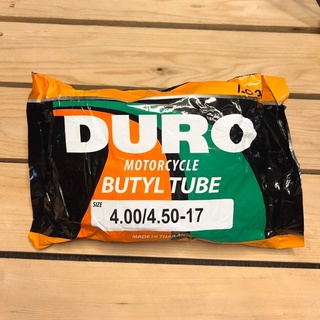 DURO
MOTORCYCLE
BUTYL TUBE
SIZE
4.00/4.50-17
MADE IN THAILAND